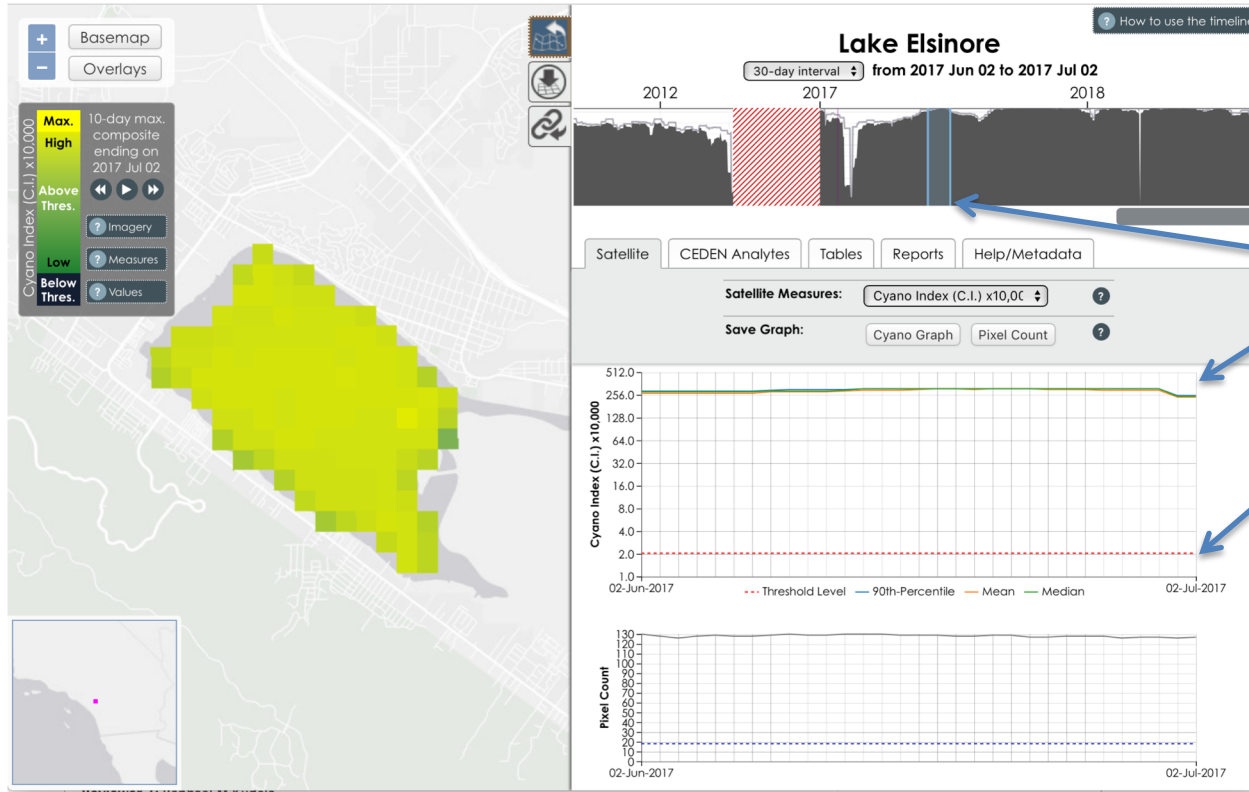 +
Basemap
−
Overlays
Cyano Index (C.I.) x10,000
Max.
High
Above
Thres.
Low
Below
Thres.
10-day max.
composite
ending on
2017 Jul 02
? Imagery
? Measures
? Values
? How to use the timeline
Lake Elsinore
30-day interval from 2017 Jun 02 to 2017 Jul 02
2012 2017 2018
Satellite CEDEN Analytes Tables Reports Help/Metadata
Satellite Measures: Cyano Index (C.I.) x10,0C ?
Save Graph: Cyano Graph Pixel Count ?
Cyano Index (C.I.) x10,000
512.0
256.0
128.0
64.0
32.0
16.0
8.0
4.0
2.0
1.0
02-Jun-2017 02-Jul-2017
Threshold Level 90th-Percentile Mean Median
Pixel Count
130
120
110
100
90
80
70
60
50
40
30
20
10
0
02-Jun-2017 02-Jul-2017